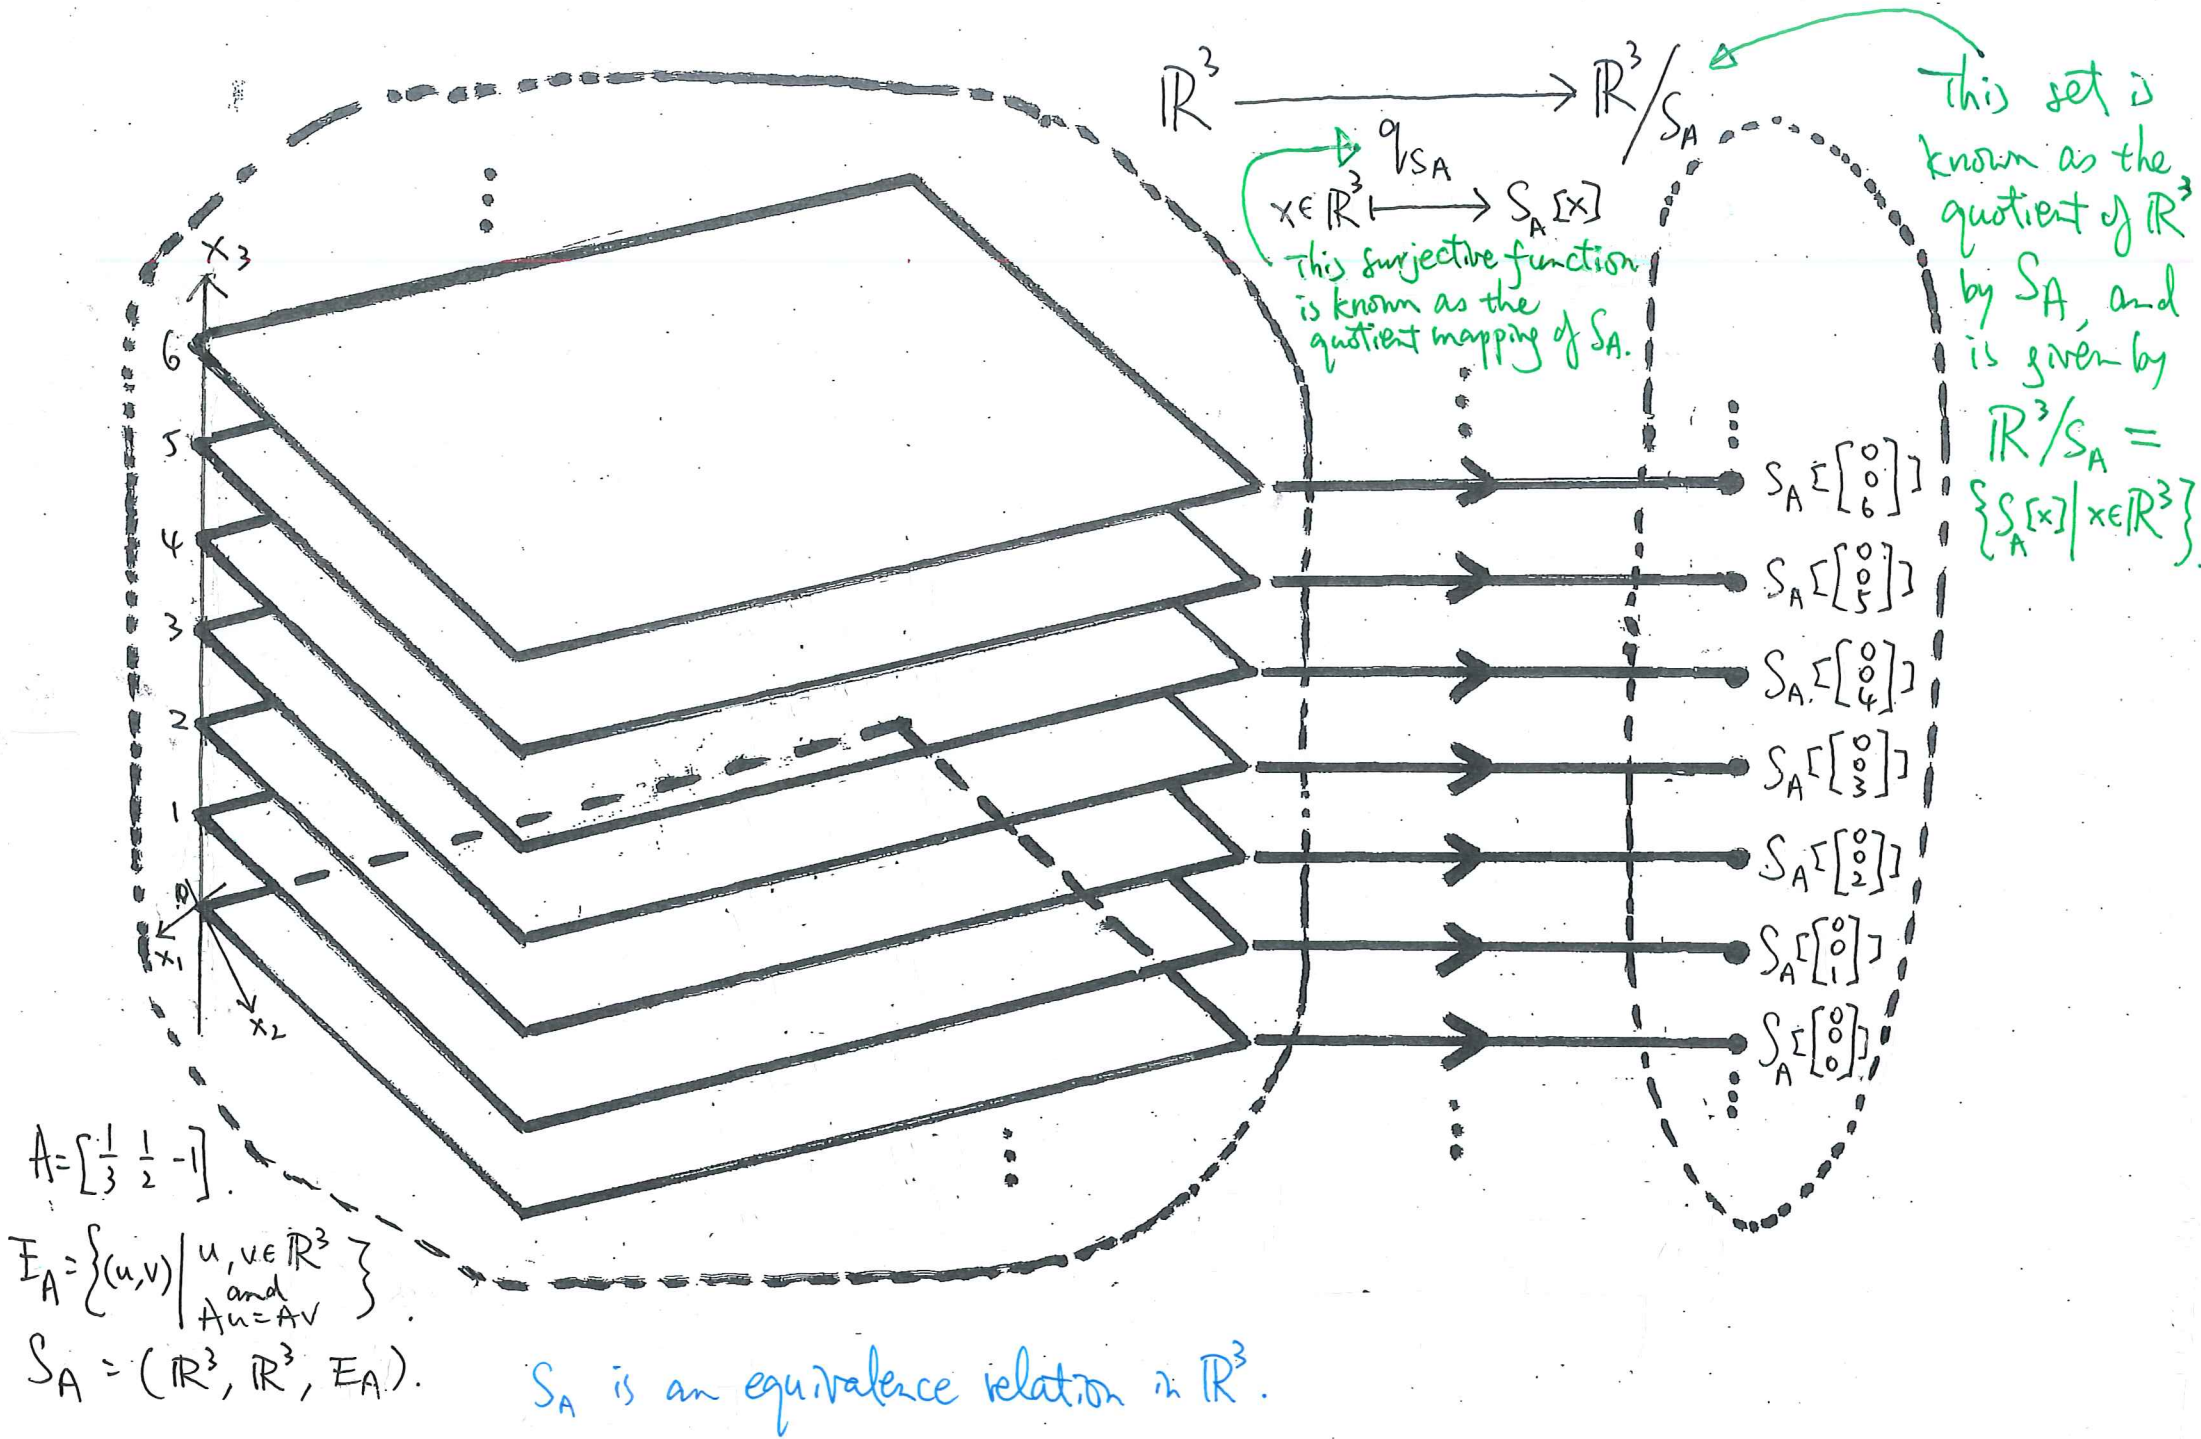 ℝ³ ⟶ ℝ³/S_A
q_{S_A}
x∈ℝ³ ⟼ S_A[x]
This surjective function
is known as the
quotient mapping of S_A.
This set is
known as the
quotient of ℝ³
by S_A, and
is given by
ℝ³/S_A =
{S_A[x] | x∈ℝ³}.
x₃
6
5
4
3
2
1
0
x₁
x₂
S_A[[0 0 6]]
S_A[[0 0 5]]
S_A[[0 0 4]]
S_A[[0 0 3]]
S_A[[0 0 2]]
S_A[[0 0 1]]
S_A[[0 0 0]]
A=[1/3 1/2 -1].
E_A={(u,v) | u,v∈ℝ³
and
Au=Av}.
S_A = (ℝ³, ℝ³, E_A).
S_A is an equivalence relation in ℝ³.